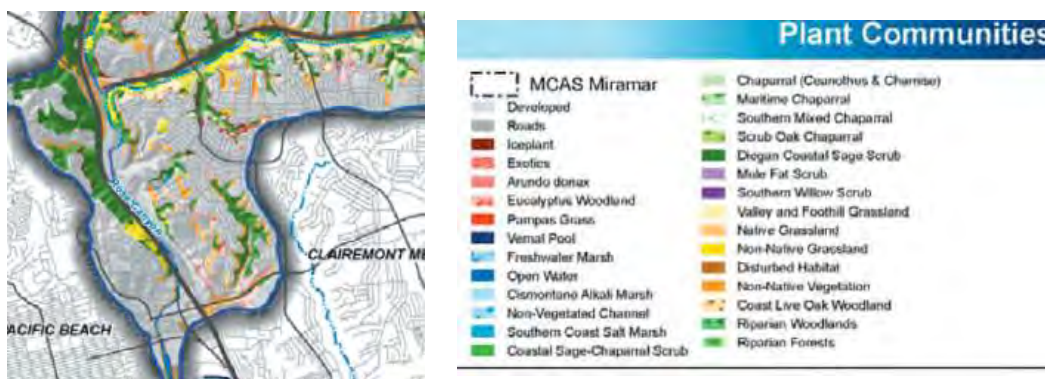 Rose Canyon
CLAIREMONT ME
ACIFIC BEACH
Plant Communities
MCAS Miramar
Developed
Roads
Iceplant
Exotics
Arundo donax
Eucalyptus Woodland
Pampas Grass
Vernal Pool
Freshwater Marsh
Open Water
Cismontane Alkali Marsh
Non-Vegetated Channel
Southern Coast Salt Marsh
Coastal Sage-Chaparral Scrub
Chaparral (Ceanothus & Chamise)
Maritime Chaparral
Southern Mixed Chaparral
Scrub Oak Chaparral
Diegan Coastal Sage Scrub
Mule Fat Scrub
Southern Willow Scrub
Valley and Foothill Grassland
Native Grassland
Non-Native Grassland
Disturbed Habitat
Non-Native Vegetation
Coast Live Oak Woodland
Riparian Woodlands
Riparian Forests